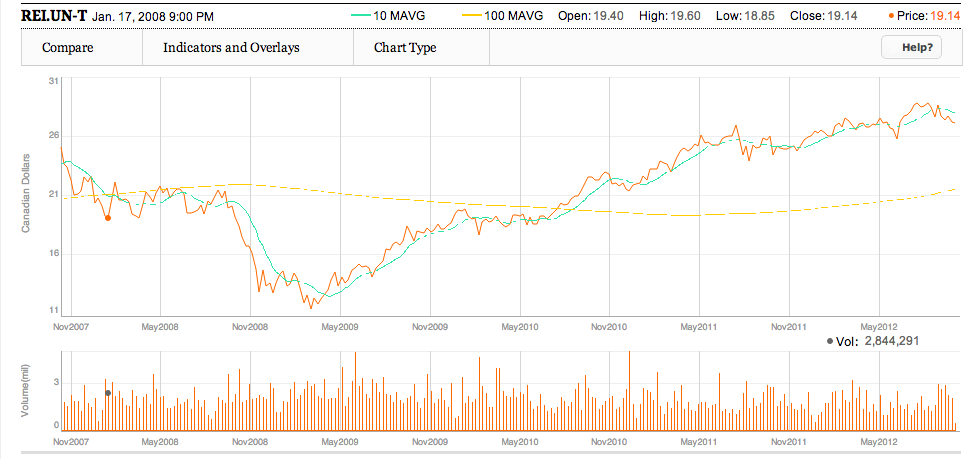 REI.UN-T Jan. 17, 2008 9:00 PM 10 MAVG 100 MAVG Open: 19.40 High: 19.60 Low: 18.85 Close: 19.14 Price: 19.14
Compare Indicators and Overlays Chart Type Help?
31
26
21
16
11
Canadian Dollars
Nov2007 May2008 Nov2008 May2009 Nov2009 May2010 Nov2010 May2011 Nov2011 May2012
Vol: 2,844,291
3
0
Volume(mil)
Nov2007 May2008 Nov2008 May2009 Nov2009 May2010 Nov2010 May2011 Nov2011 May2012